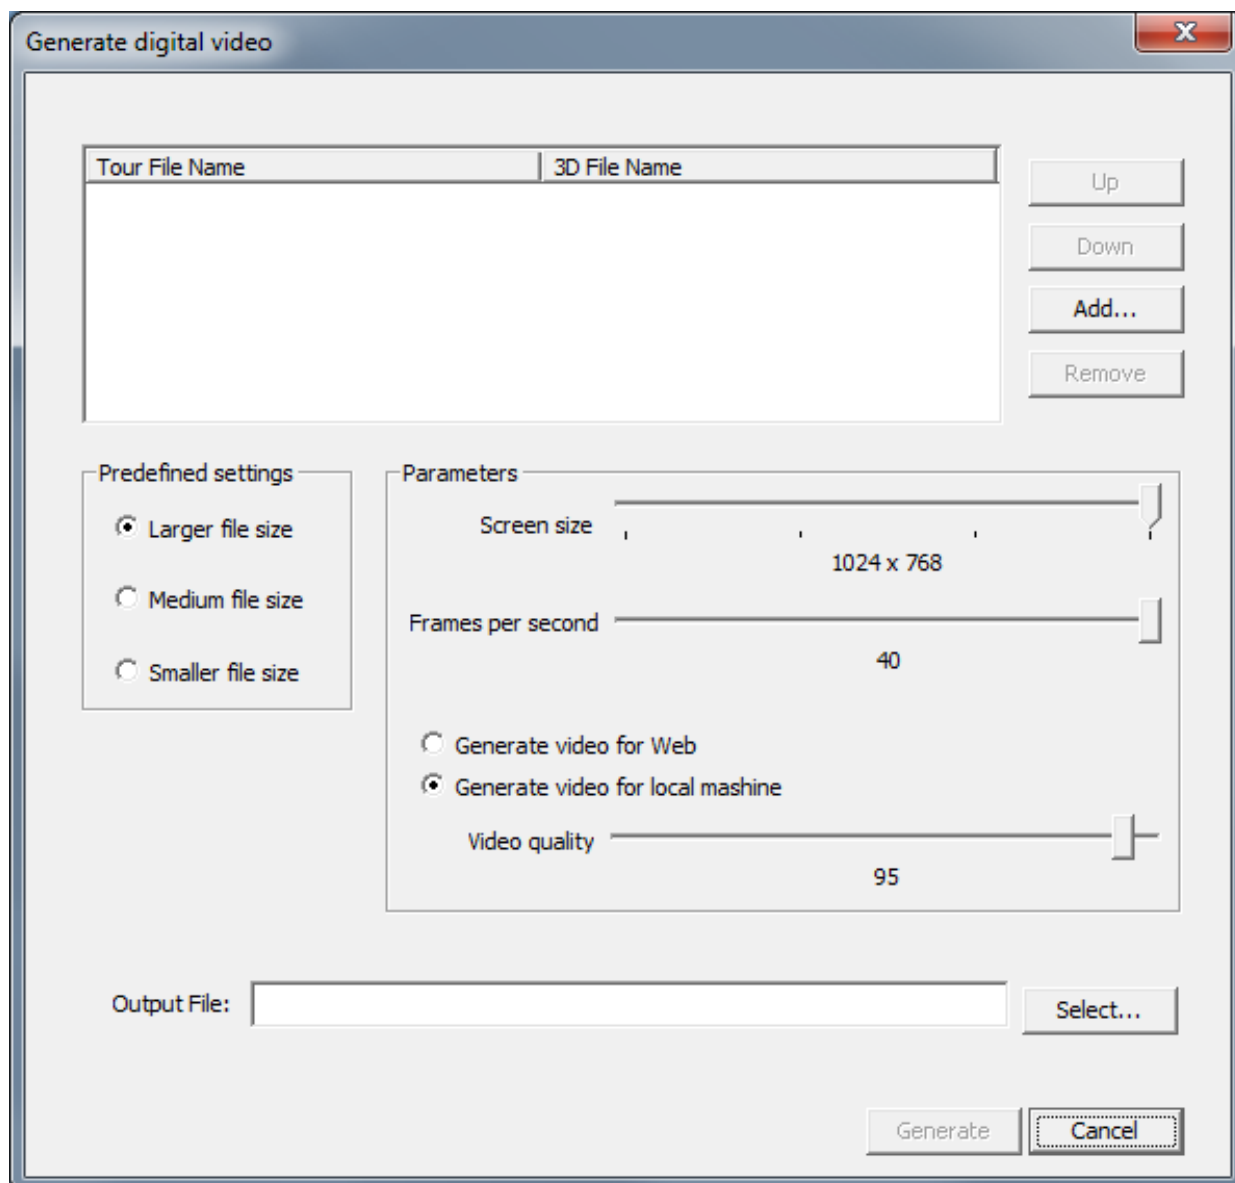 Generate digital video
Tour File Name 3D File Name
Up
Down
Add...
Remove
Predefined settings
Larger file size
Medium file size
Smaller file size
Parameters
Screen size
1024 x 768
Frames per second
40
Generate video for Web
Generate video for local mashine
Video quality
95
Output File:
Select...
Generate
Cancel